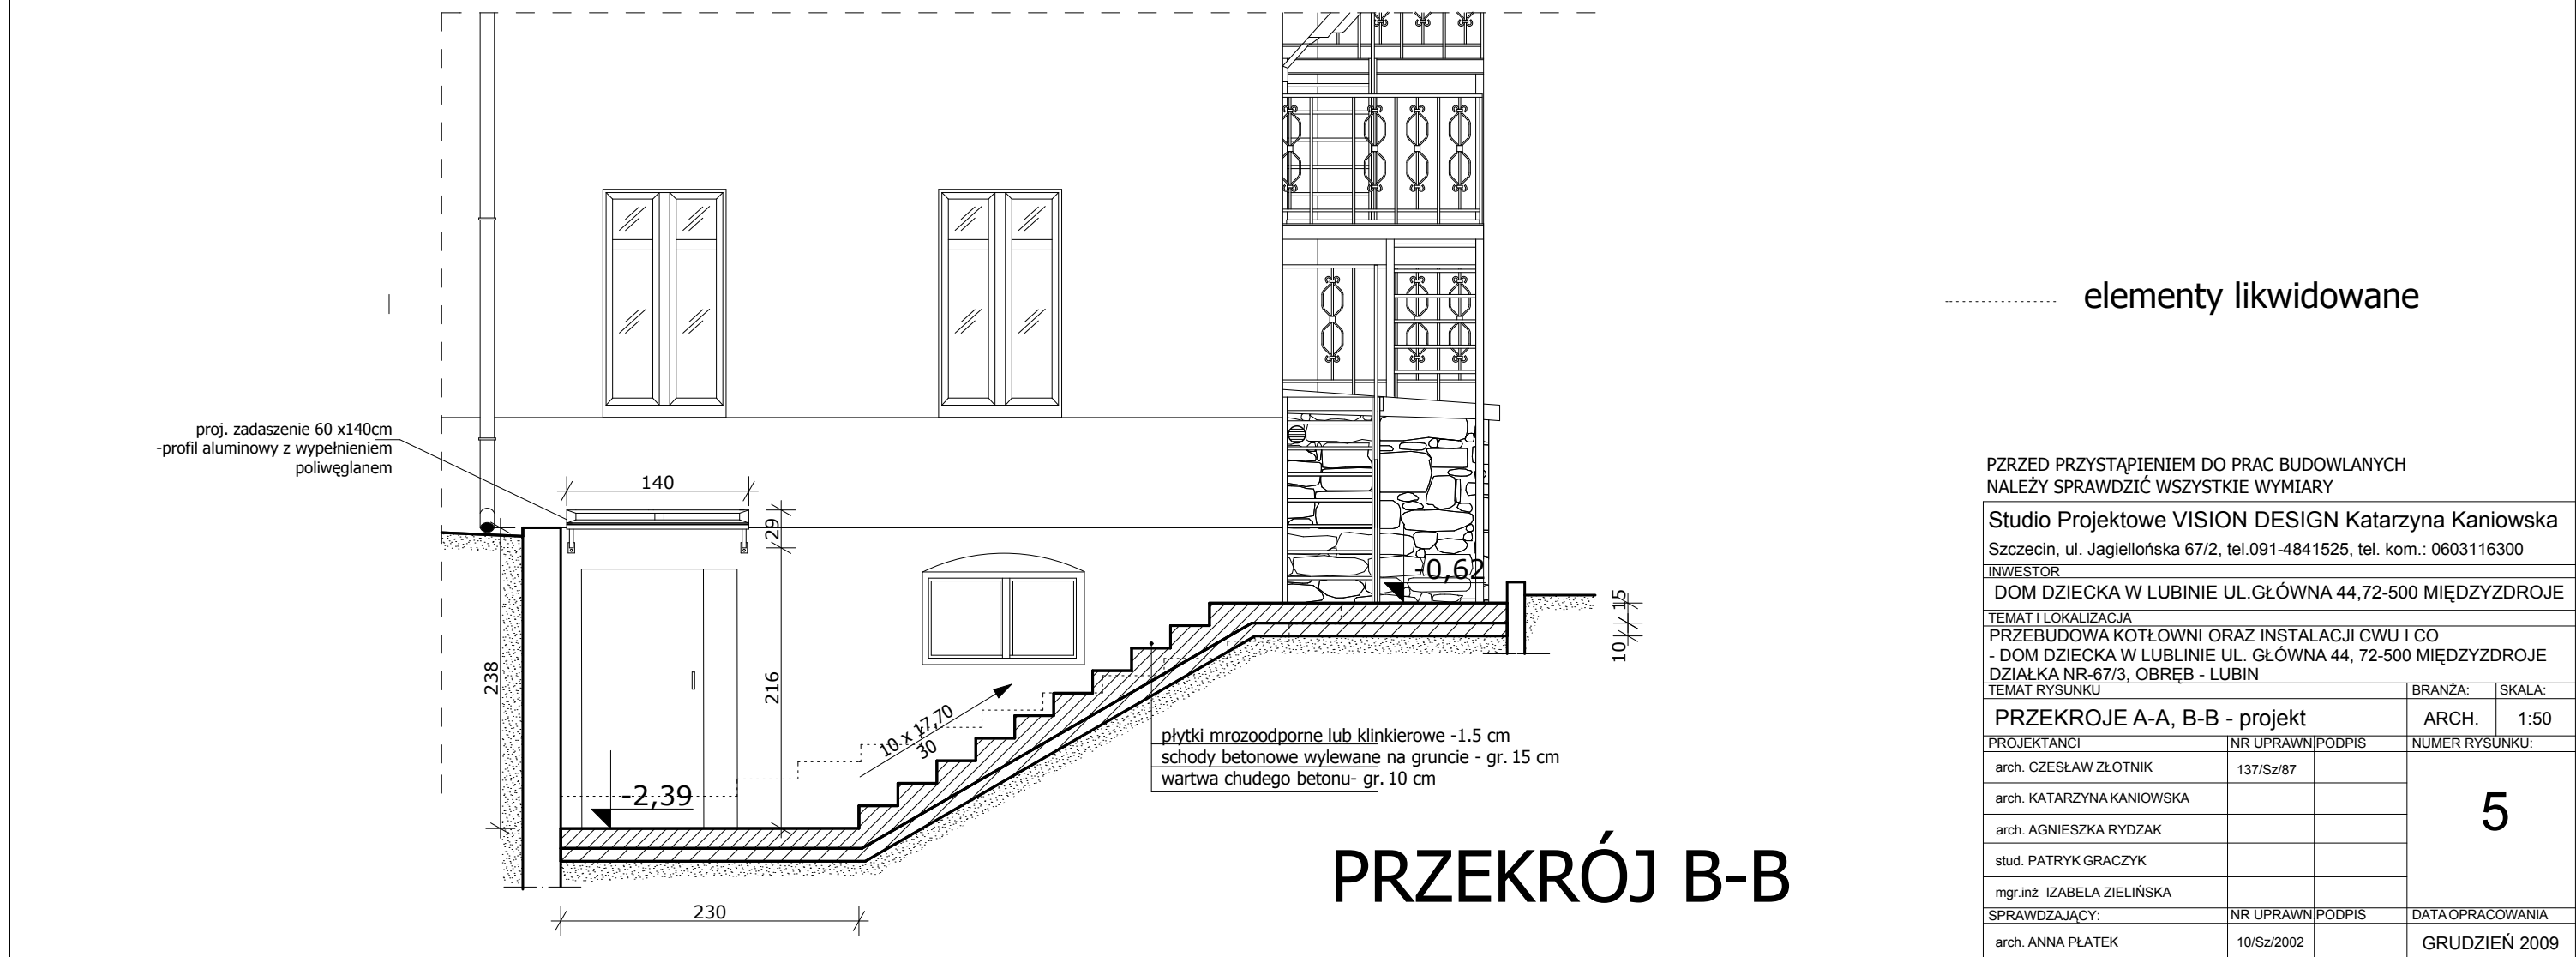 elementy likwidowane
proj. zadaszenie 60 x140cm
-profil aluminowy z wypełnieniem
poliwęglanem
140
29
238
216
-0,62
15
10
10 x 17,70
30
-2,39
230
płytki mrozoodporne lub klinkierowe -1.5 cm
schody betonowe wylewane na gruncie - gr. 15 cm
wartwa chudego betonu- gr. 10 cm
PRZEKRÓJ B-B
PZRZED PRZYSTĄPIENIEM DO PRAC BUDOWLANYCH
NALEŻY SPRAWDZIĆ WSZYSTKIE WYMIARY
Studio Projektowe VISION DESIGN Katarzyna Kaniowska
Szczecin, ul. Jagiellońska 67/2, tel.091-4841525, tel. kom.: 0603116300
INWESTOR
DOM DZIECKA W LUBINIE UL.GŁÓWNA 44,72-500 MIĘDZYZDROJE
TEMAT I LOKALIZACJA
PRZEBUDOWA KOTŁOWNI ORAZ INSTALACJI CWU I CO
- DOM DZIECKA W LUBLINIE UL. GŁÓWNA 44, 72-500 MIĘDZYZDROJE
DZIAŁKA NR-67/3, OBRĘB - LUBIN
TEMAT RYSUNKU BRANŻA: SKALA:
PRZEKROJE A-A, B-B - projekt ARCH. 1:50
PROJEKTANCI NR UPRAWN. PODPIS NUMER RYSUNKU:
arch. CZESŁAW ZŁOTNIK 137/Sz/87
arch. KATARZYNA KANIOWSKA
5
arch. AGNIESZKA RYDZAK
stud. PATRYK GRACZYK
mgr.inż IZABELA ZIELIŃSKA
SPRAWDZAJĄCY: NR UPRAWN. PODPIS DATA OPRACOWANIA
arch. ANNA PŁATEK 10/Sz/2002 GRUDZIEŃ 2009